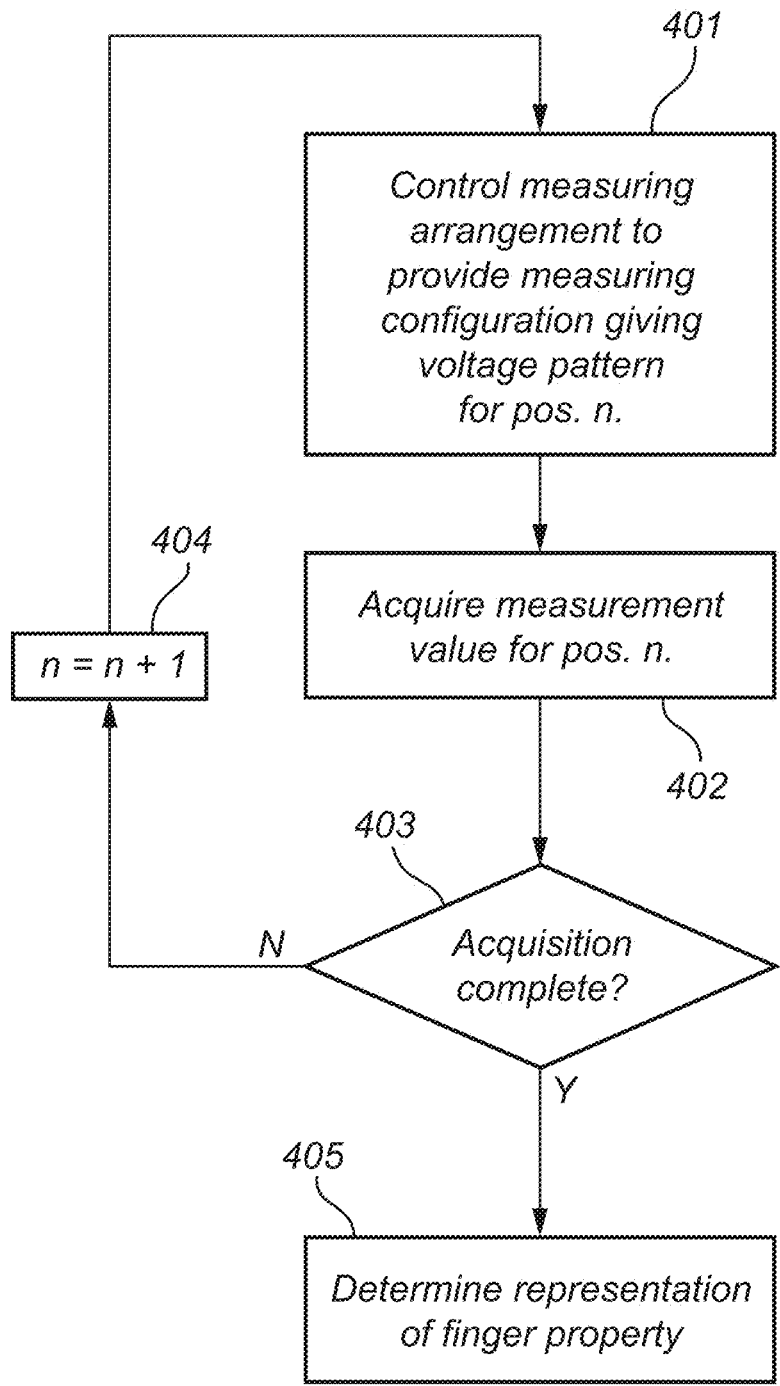 401
Control measuring
arrangement to
provide measuring
configuration giving
voltage pattern
for pos. n.
404
n = n + 1
Acquire measurement
value for pos. n.
402
403
N
Acquisition
complete?
Y
405
Determine representation
of finger property